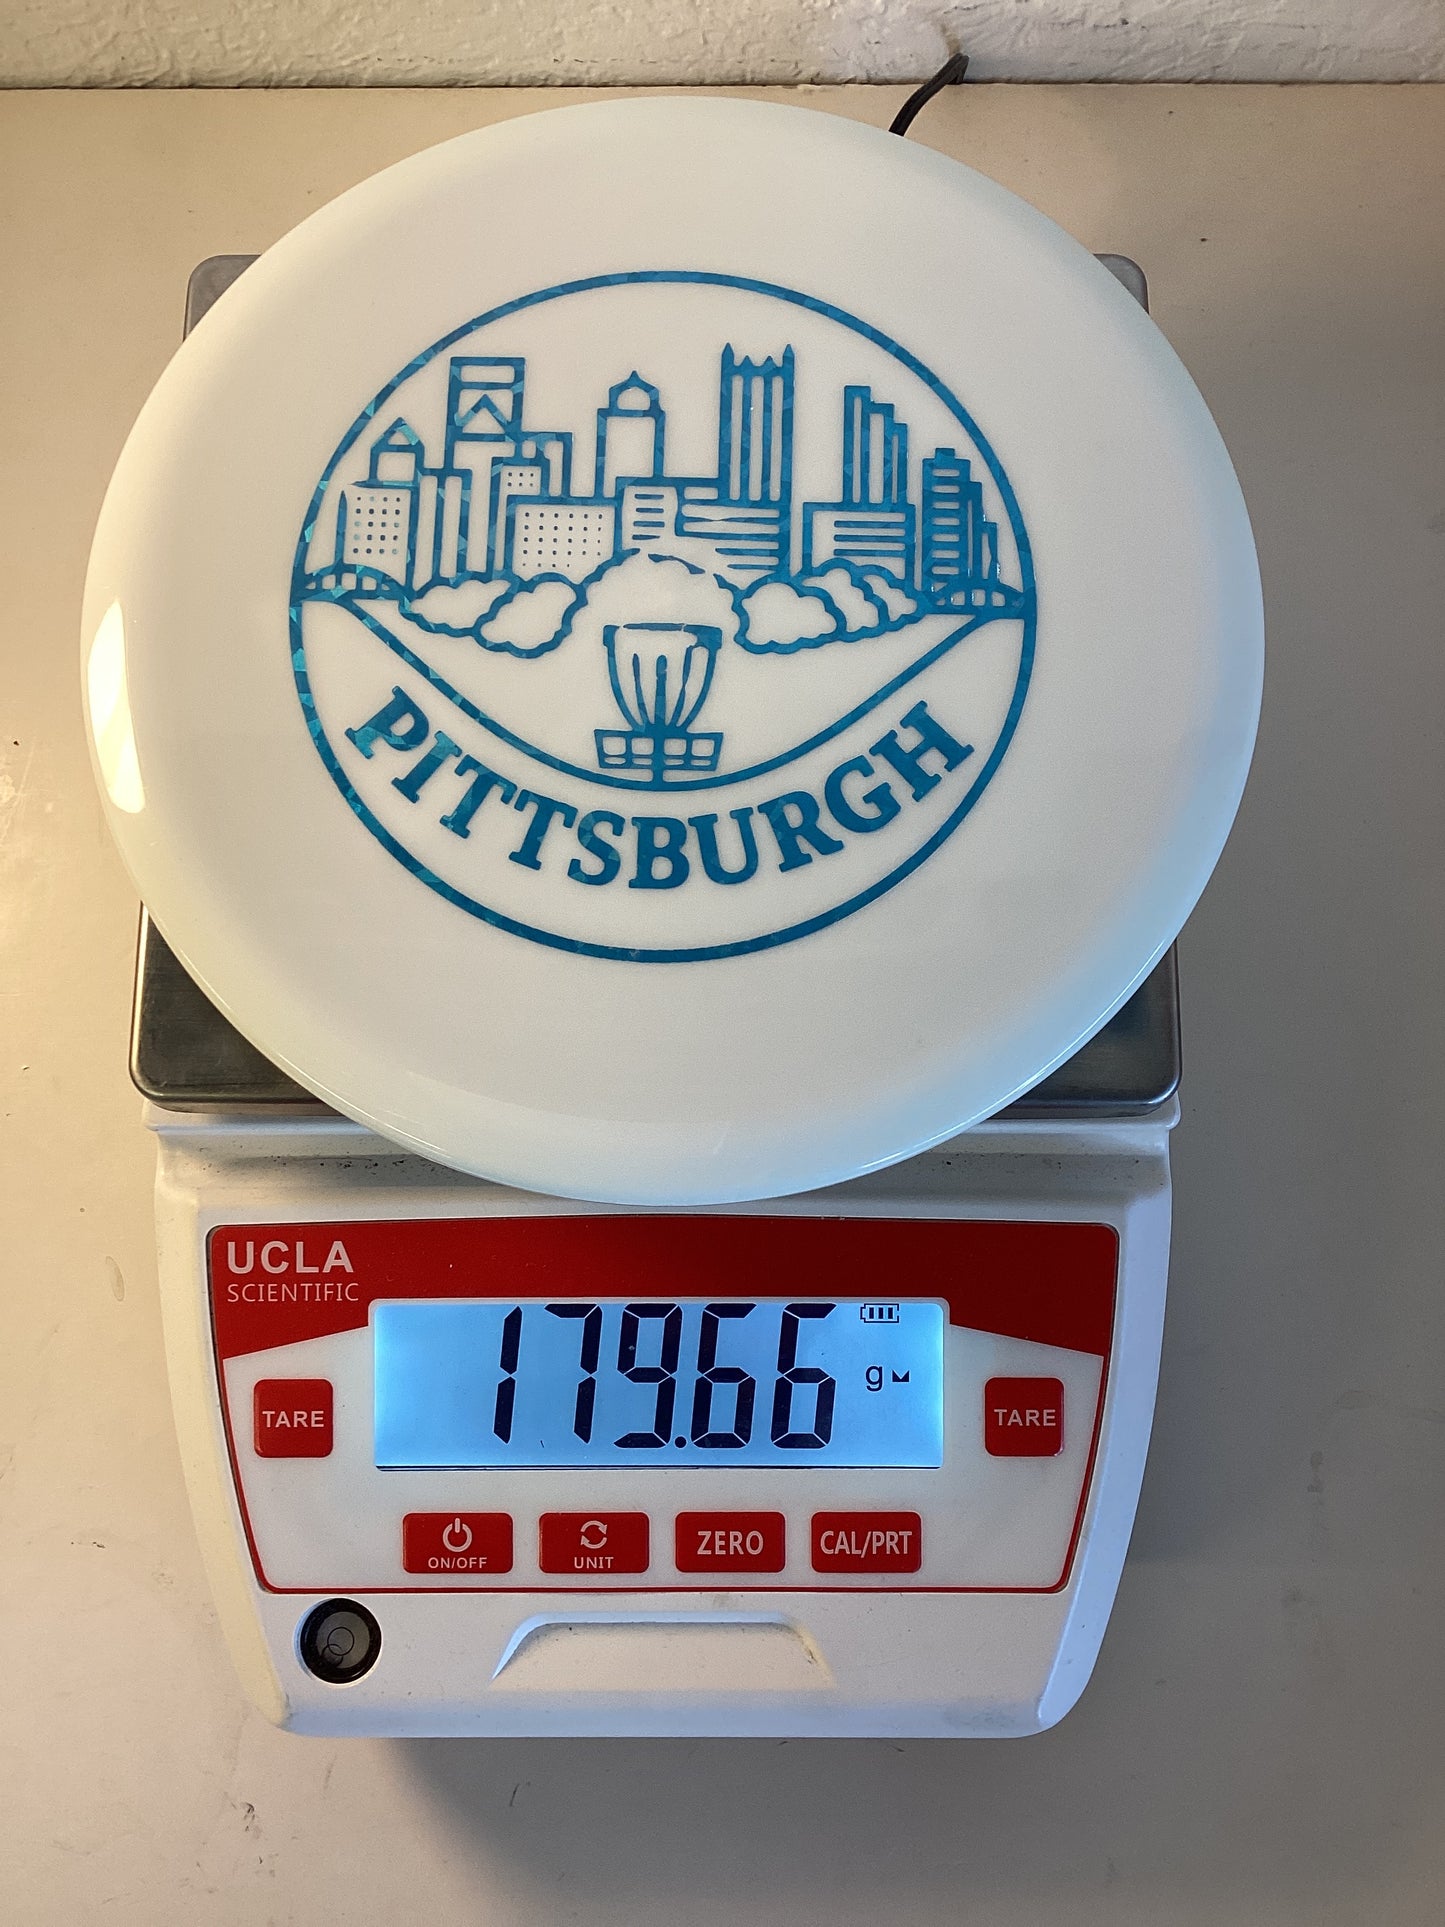 PITTSBURGH
UCLA
SCIENTIFIC
179.66 g
TARE
TARE
ON/OFF
UNIT
ZERO
CAL/PRT